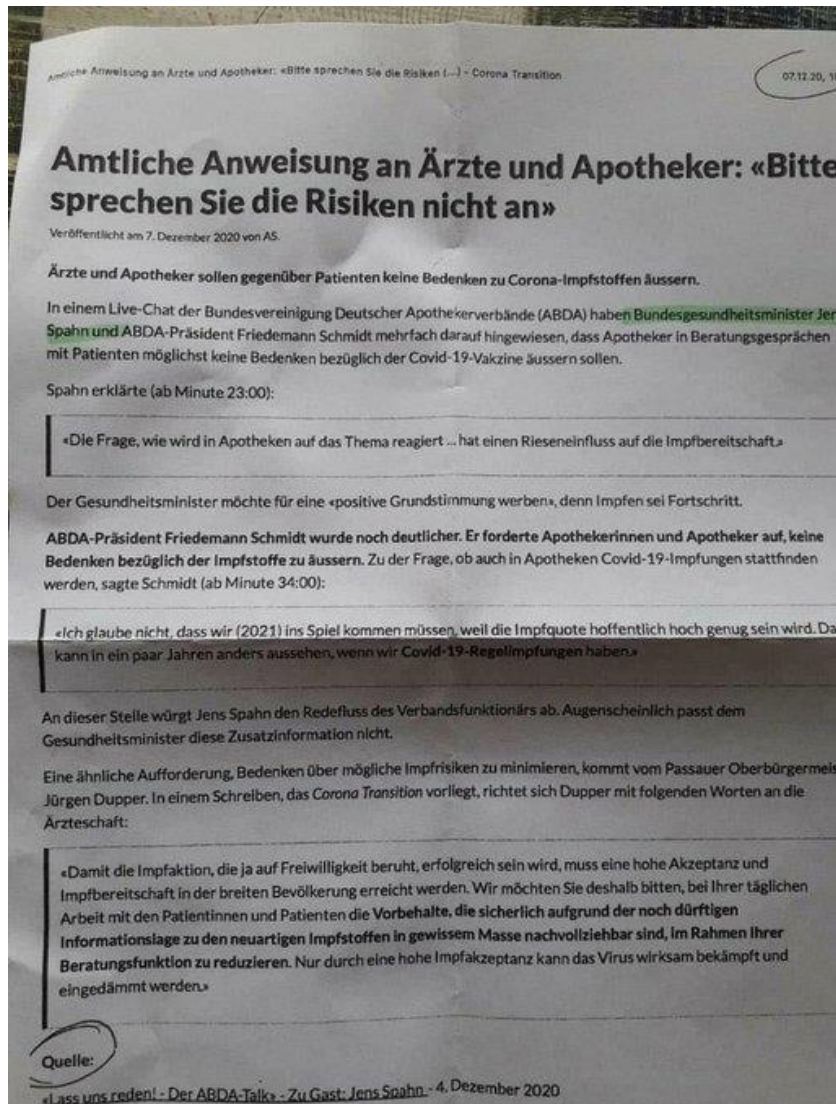 Amtliche Anweisung an Ärzte und Apotheker: «Bitte sprechen Sie die Risiken (...) - Corona Transition
07.12.20,
Amtliche Anweisung an Ärzte und Apotheker: «Bitte
sprechen Sie die Risiken nicht an»
Veröffentlicht am 7. Dezember 2020 von AS.
Ärzte und Apotheker sollen gegenüber Patienten keine Bedenken zu Corona-Impfstoffen äussern.
In einem Live-Chat der Bundesvereinigung Deutscher Apothekerverbände (ABDA) haben Bundesgesundheitsminister Jen
Spahn und ABDA-Präsident Friedemann Schmidt mehrfach darauf hingewiesen, dass Apotheker in Beratungsgesprächen
mit Patienten möglichst keine Bedenken bezüglich der Covid-19-Vakzine äussern sollen.
Spahn erklärte (ab Minute 23:00):
«Die Frage, wie wird in Apotheken auf das Thema reagiert ... hat einen Rieseneinfluss auf die Impfbereitschaft.»
Der Gesundheitsminister möchte für eine «positive Grundstimmung werben», denn Impfen sei Fortschritt.
ABDA-Präsident Friedemann Schmidt wurde noch deutlicher. Er forderte Apothekerinnen und Apotheker auf, keine
Bedenken bezüglich der Impfstoffe zu äussern. Zu der Frage, ob auch in Apotheken Covid-19-Impfungen stattfinden
werden, sagte Schmidt (ab Minute 34:00):
«Ich glaube nicht, dass wir (2021) ins Spiel kommen müssen, weil die Impfquote hoffentlich hoch genug sein wird. Da
kann in ein paar Jahren anders aussehen, wenn wir Covid-19-Regelimpfungen haben.»
An dieser Stelle würgt Jens Spahn den Redefluss des Verbandsfunktionärs ab. Augenscheinlich passt dem
Gesundheitsminister diese Zusatzinformation nicht.
Eine ähnliche Aufforderung, Bedenken über mögliche Impfrisiken zu minimieren, kommt vom Passauer Oberbürgermeis
Jürgen Dupper. In einem Schreiben, das Corona Transition vorliegt, richtet sich Dupper mit folgenden Worten an die
Ärzteschaft:
«Damit die Impfaktion, die ja auf Freiwilligkeit beruht, erfolgreich sein wird, muss eine hohe Akzeptanz und
Impfbereitschaft in der breiten Bevölkerung erreicht werden. Wir möchten Sie deshalb bitten, bei Ihrer täglichen
Arbeit mit den Patientinnen und Patienten die Vorbehalte, die sicherlich aufgrund der noch dürftigen
Informationslage zu den neuartigen Impfstoffen in gewissem Masse nachvollziehbar sind, im Rahmen Ihrer
Beratungsfunktion zu reduzieren. Nur durch eine hohe Impfakzeptanz kann das Virus wirksam bekämpft und
eingedämmt werden.»
Quelle:
«Lass uns reden! - Der ABDA-Talk» - Zu Gast: Jens Spahn - 4. Dezember 2020